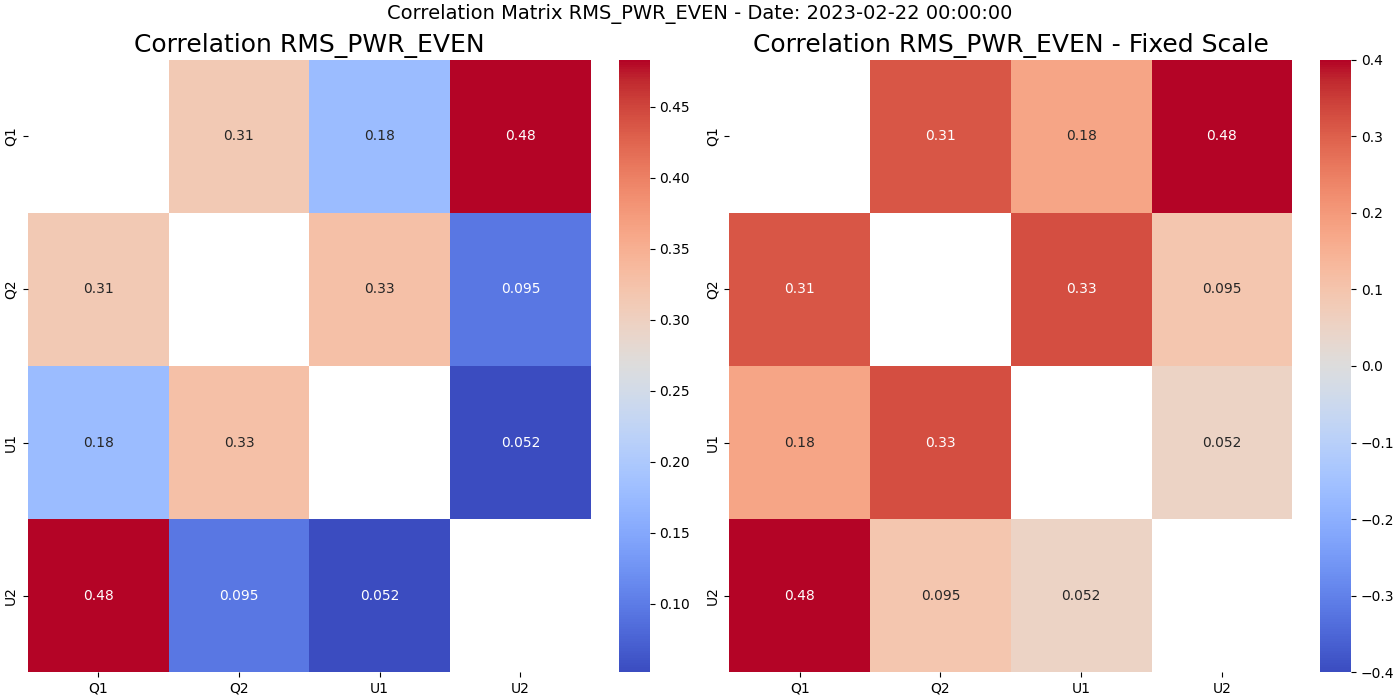 Correlation Matrix RMS_PWR_EVEN - Date: 2023-02-22 00:00:00
Correlation RMS_PWR_EVEN
Q1
0.31
0.18
0.48
Q2
0.31
0.33
0.095
U1
0.18
0.33
0.052
U2
0.48
0.095
0.052
Q1
Q2
U1
U2
0.45
0.40
0.35
0.30
0.25
0.20
0.15
0.10
Correlation RMS_PWR_EVEN - Fixed Scale
Q1
0.31
0.18
0.48
Q2
0.31
0.33
0.095
U1
0.18
0.33
0.052
U2
0.48
0.095
0.052
Q1
Q2
U1
U2
0.4
0.3
0.2
0.1
0.0
−0.1
−0.2
−0.3
−0.4